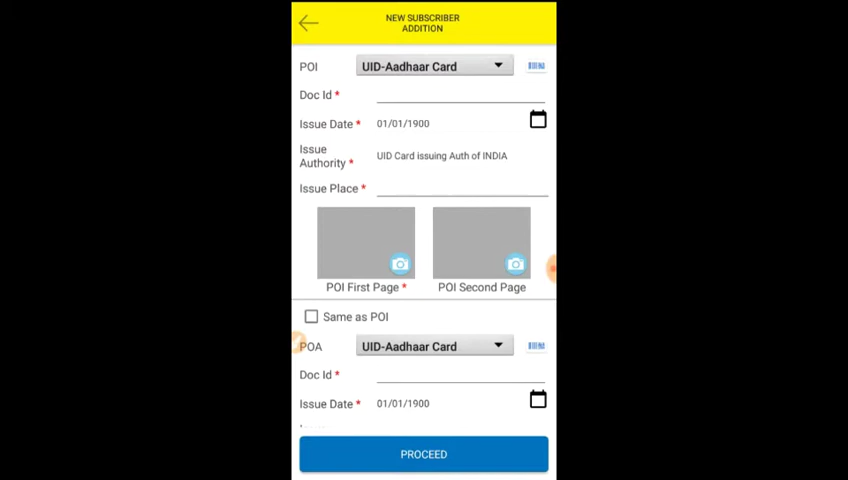 NEW SUBSCRIBER
ADDITION
POI UID-Aadhaar Card
Doc Id *
Issue Date * 01/01/1900
Issue
Authority * UID Card issuing Auth of INDIA
Issue Place *
POI First Page * POI Second Page
Same as POI
POA UID-Aadhaar Card
Doc Id *
Issue Date * 01/01/1900
PROCEED